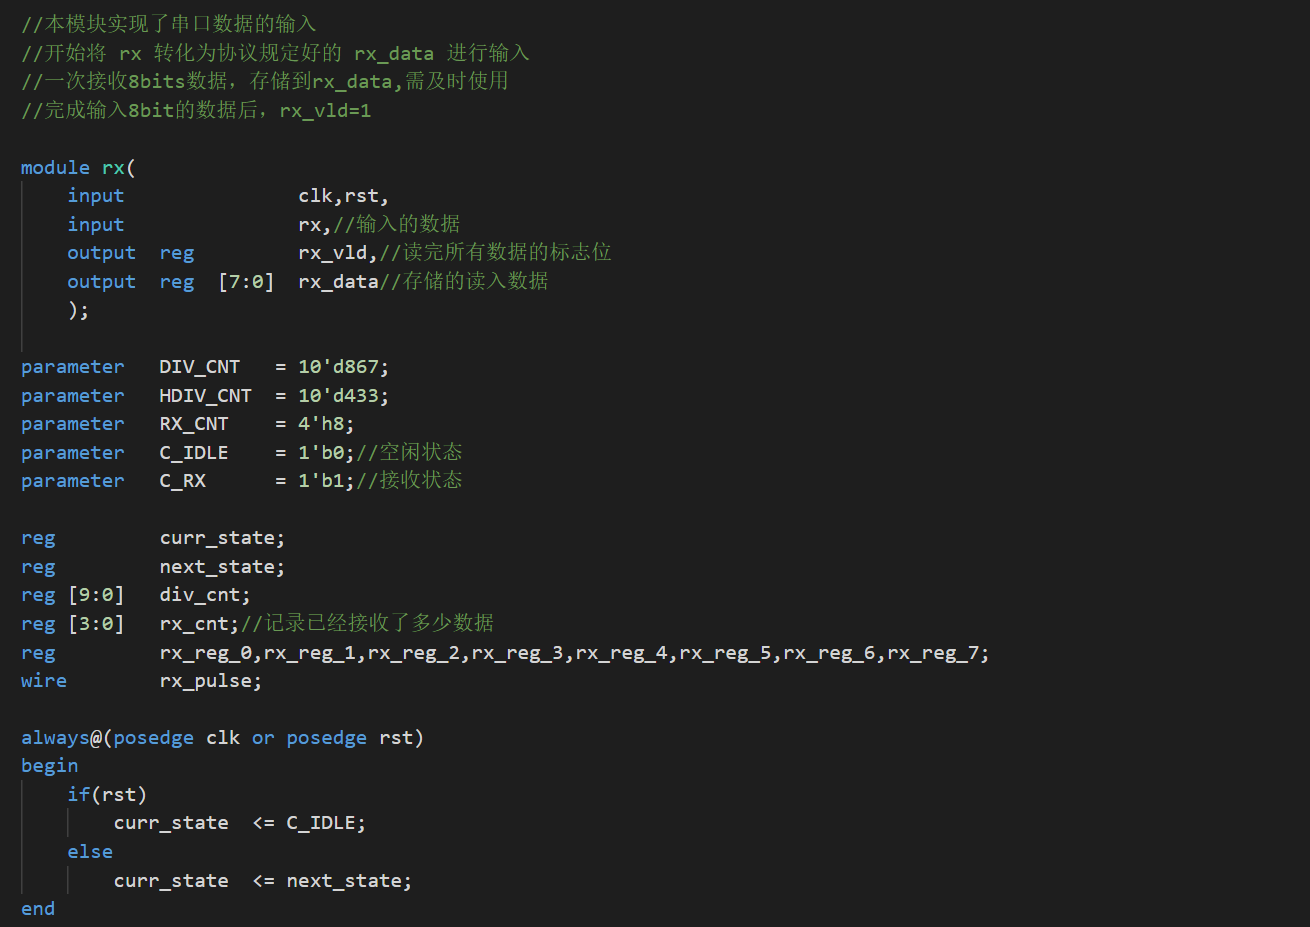 //本模块实现了串口数据的输入
//开始将 rx 转化为协议规定好的 rx_data 进行输入
//一次接收8bits数据，存储到rx_data,需及时使用
//完成输入8bit的数据后，rx_vld=1
module rx(
    input               clk,rst,
    input               rx,//输入的数据
    output  reg         rx_vld,//读完所有数据的标志位
    output  reg  [7:0]  rx_data//存储的读入数据
    );
parameter   DIV_CNT   = 10'd867;
parameter   HDIV_CNT  = 10'd433;
parameter   RX_CNT    = 4'h8;
parameter   C_IDLE    = 1'b0;//空闲状态
parameter   C_RX      = 1'b1;//接收状态
reg         curr_state;
reg         next_state;
reg [9:0]   div_cnt;
reg [3:0]   rx_cnt;//记录已经接收了多少数据
reg         rx_reg_0,rx_reg_1,rx_reg_2,rx_reg_3,rx_reg_4,rx_reg_5,rx_reg_6,rx_reg_7;
wire        rx_pulse;
always@(posedge clk or posedge rst)
begin
    if(rst)
        curr_state  <= C_IDLE;
    else
        curr_state  <= next_state;
end